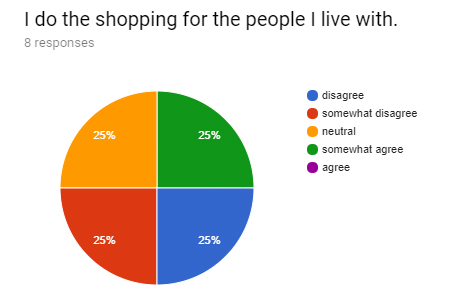 I do the shopping for the people I live with.
8 responses
disagree
somewhat disagree
neutral
somewhat agree
agree
25%
25%
25%
25%